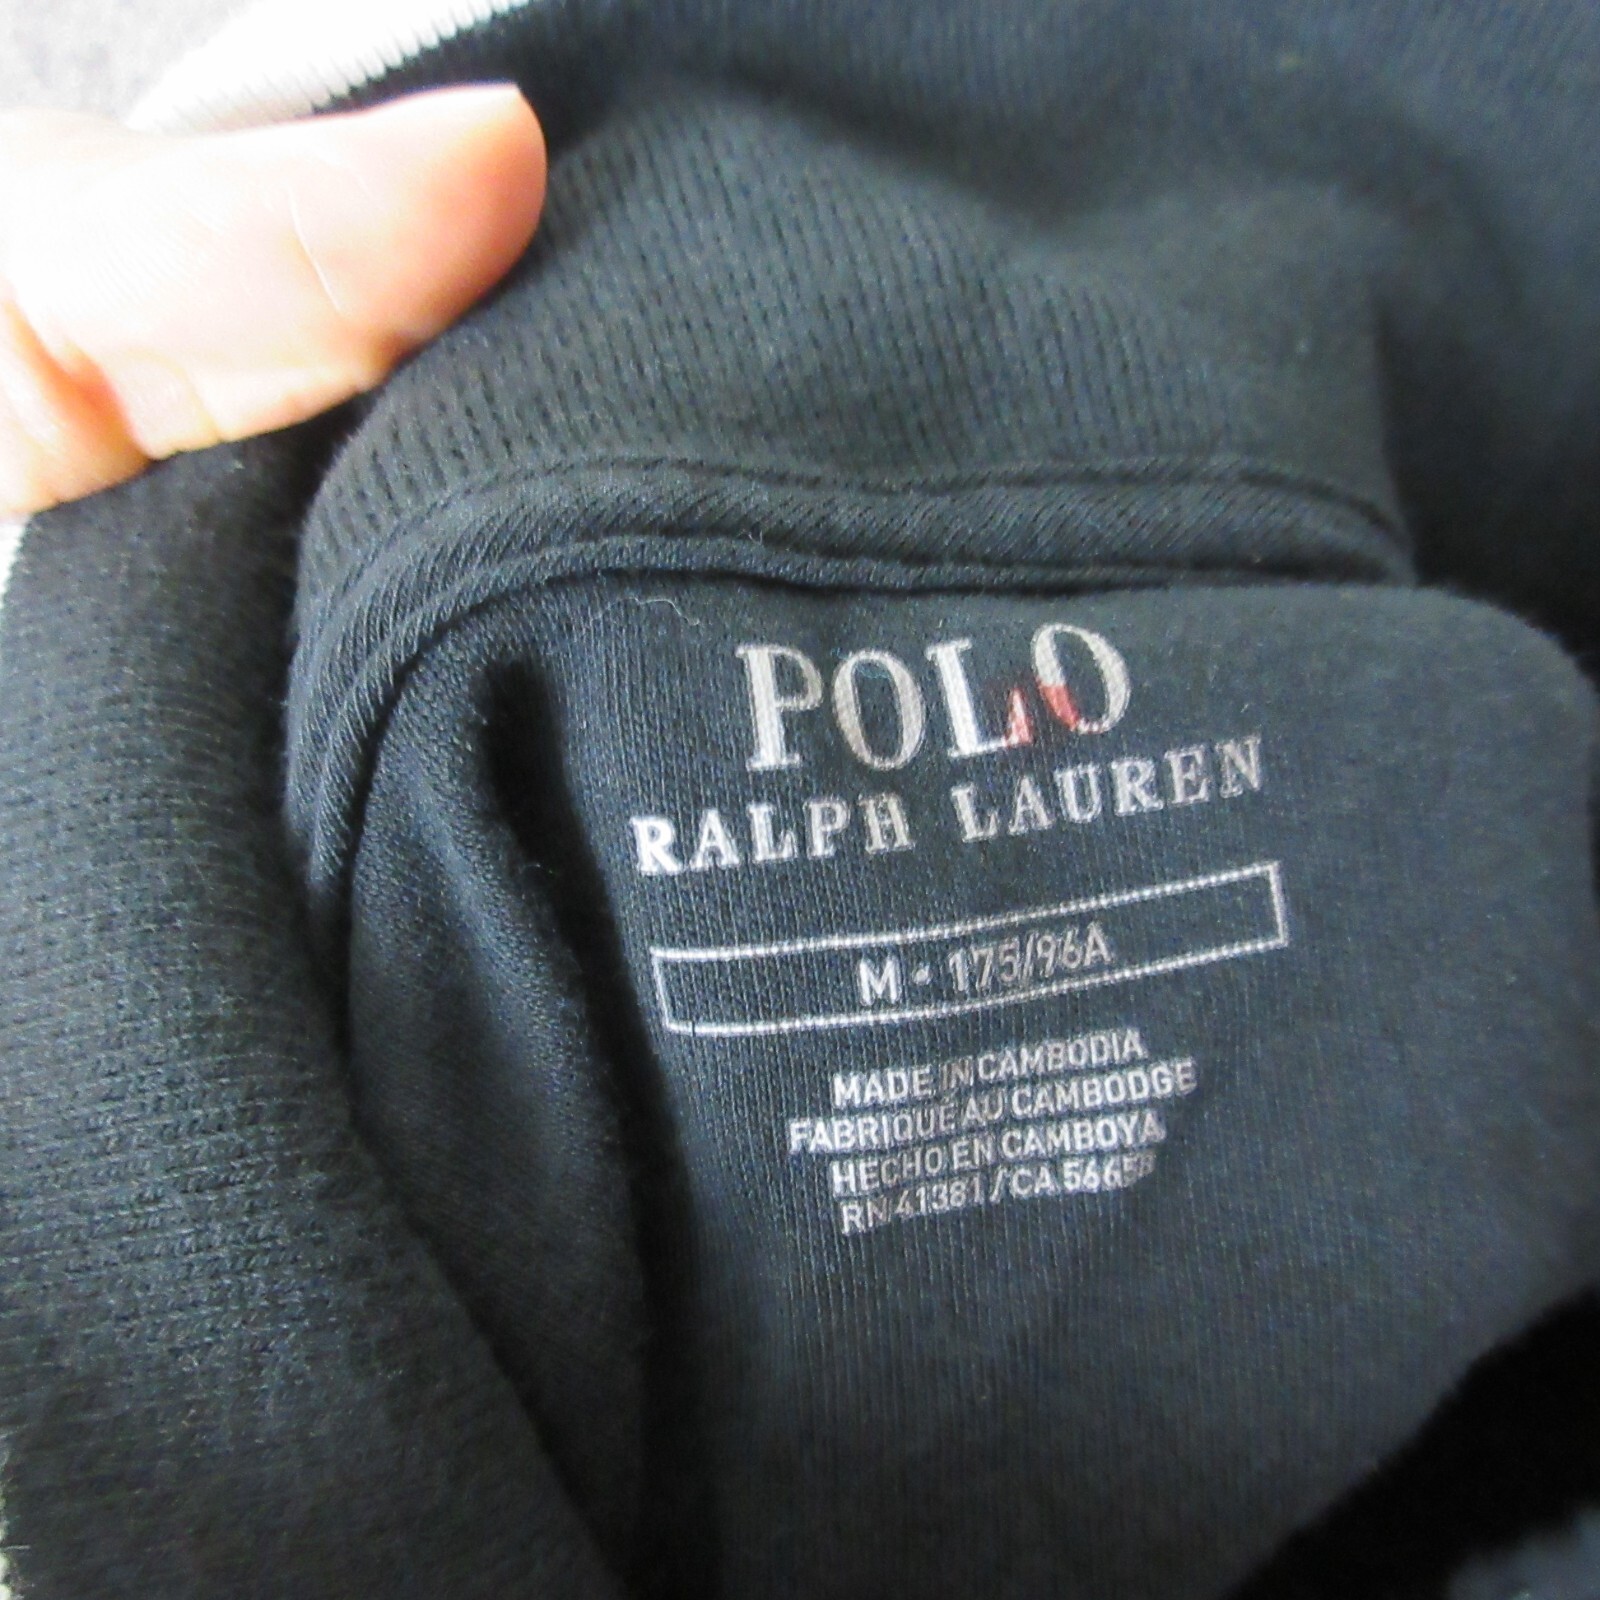 POLO
RALPH LAUREN
M • 175/96A
MADE IN CAMBODIA
FABRIQUÉ AU CAMBODGE
HECHO EN CAMBOYA
RN 41381 / CA 56658